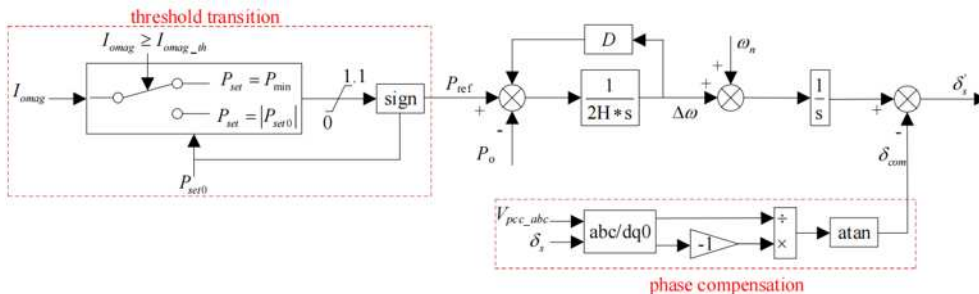 threshold transition
I_omag ≥ I_omag_th
I_omag
P_set = P_min
P_set = |P_set0|
1.1
0
sign
P_set0
P_ref
+
-
P_o
D
1
2H*s
Δω
ω_n
+
+
1
s
+
-
δ_s'
δ_com
V_pcc_abc
δ_s
abc/dq0
-1
÷
×
atan
phase compensation